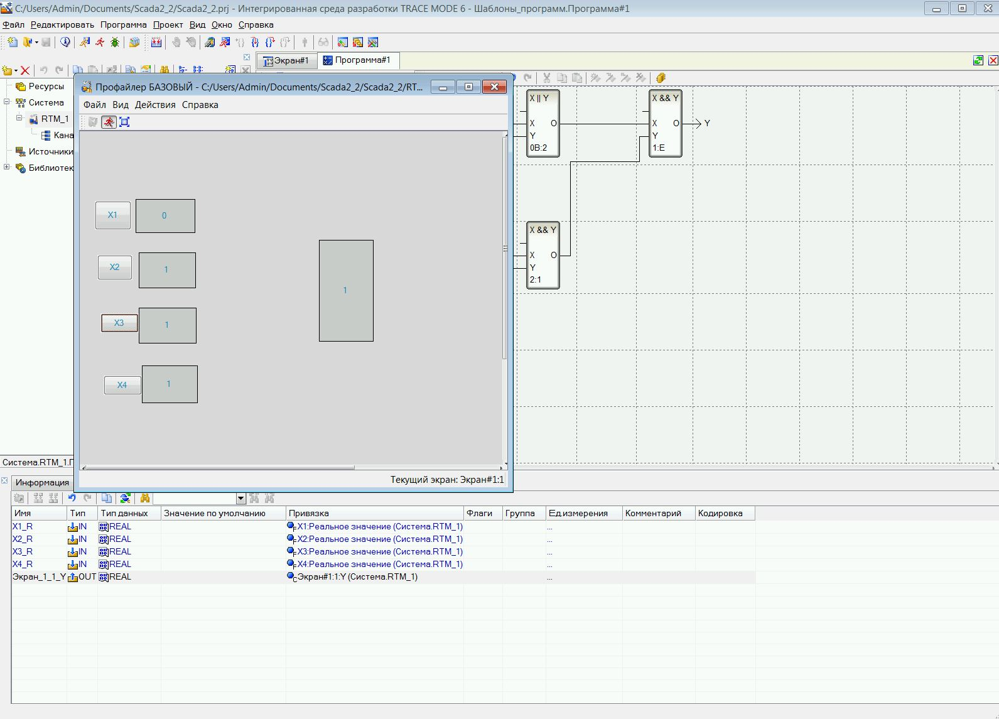 C:/Users/Admin/Documents/Scada2_2/Scada2_2.prj - Интегрированная среда разработки TRACE MODE 6 - Шаблоны_программ.Программа#1
Файл Редактировать Программа Проект Вид Окно Справка
Экран#1 Программа#1
Ресурсы
Система
RTM_1
Кана
Источники
Библиотек
Профайлер БАЗОВЫЙ - C:/Users/Admin/Documents/Scada2_2/Scada2_2/RT...
Файл Вид Действия Справка
X1 0
X2 1
X3 1
X4 1
1
Текущий экран: Экран#1:1
X || Y
X O
Y
0B:2
X && Y
X O
Y
1:E
Y
X && Y
X O
Y
2:1
Система.RTM_1.П
Информация
Имя Тип Тип данных Значение по умолчанию Привязка Флаги Группа Ед.измерения Комментарий Кодировка
X1_R IN REAL X1:Реальное значение (Система.RTM_1) ...
X2_R IN REAL X2:Реальное значение (Система.RTM_1) ...
X3_R IN REAL X3:Реальное значение (Система.RTM_1) ...
X4_R IN REAL X4:Реальное значение (Система.RTM_1) ...
Экран_1_1_Y OUT REAL Экран#1:1:Y (Система.RTM_1) ...